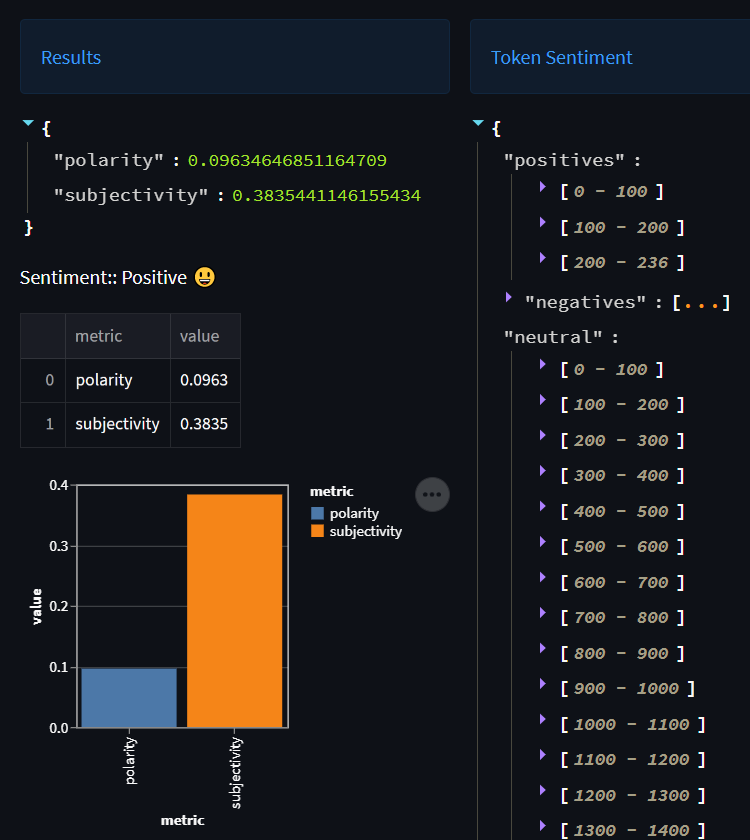 Results
{
"polarity" : 0.09634646851164709
"subjectivity" : 0.3835441146155434
}
Sentiment:: Positive 😃
metric value
0 polarity 0.0963
1 subjectivity 0.3835
0.4
0.3
0.2
0.1
0.0
value
polarity
subjectivity
metric
metric
polarity
subjectivity
Token Sentiment
{
"positives" :
[ 0 – 100 ]
[ 100 – 200 ]
[ 200 – 236 ]
"negatives" : [...]
"neutral" :
[ 0 – 100 ]
[ 100 – 200 ]
[ 200 – 300 ]
[ 300 – 400 ]
[ 400 – 500 ]
[ 500 – 600 ]
[ 600 – 700 ]
[ 700 – 800 ]
[ 800 – 900 ]
[ 900 – 1000 ]
[ 1000 – 1100 ]
[ 1100 – 1200 ]
[ 1200 – 1300 ]
[ 1300 – 1400 ]